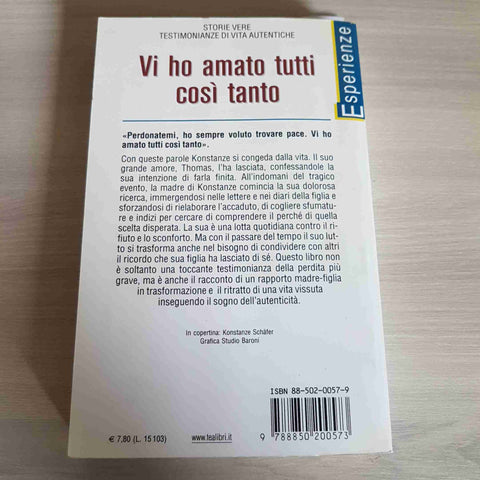 STORIE VERE
TESTIMONIANZE DI VITA AUTENTICHE
Esperienze
Vi ho amato tutti
così tanto
«Perdonatemi, ho sempre voluto trovare pace. Vi ho
amato tutti così tanto».
Con queste parole Konstanze si congeda dalla vita. Il suo
grande amore, Thomas, l'ha lasciata, confessandole la
sua intenzione di farla finita. All'indomani del tragico
evento, la madre di Konstanze comincia la sua dolorosa
ricerca, immergendosi nelle lettere e nei diari della figlia e
sforzandosi di rielaborare l'accaduto, di cogliere sfumatu-
re e indizi per cercare di comprendere il perché di quella
scelta disperata. La sua è una lotta quotidiana contro il ri-
fiuto e lo sconforto. Ma con il passare del tempo il suo lut-
to si trasforma anche nel bisogno di condividere con altri
il ricordo che sua figlia ha lasciato di sé. Questo libro non
è soltanto una toccante testimonianza della perdita più
grave, ma è anche il racconto di un rapporto madre-figlia
in trasformazione e il ritratto di una vita vissuta
inseguendo il sogno dell'autenticità.
In copertina: Konstanze Schäfer
Grafica Studio Baroni
ISBN 88-502-0057-9
9 788850 200573
€ 7,80 (L. 15 103)
www.tealibri.it